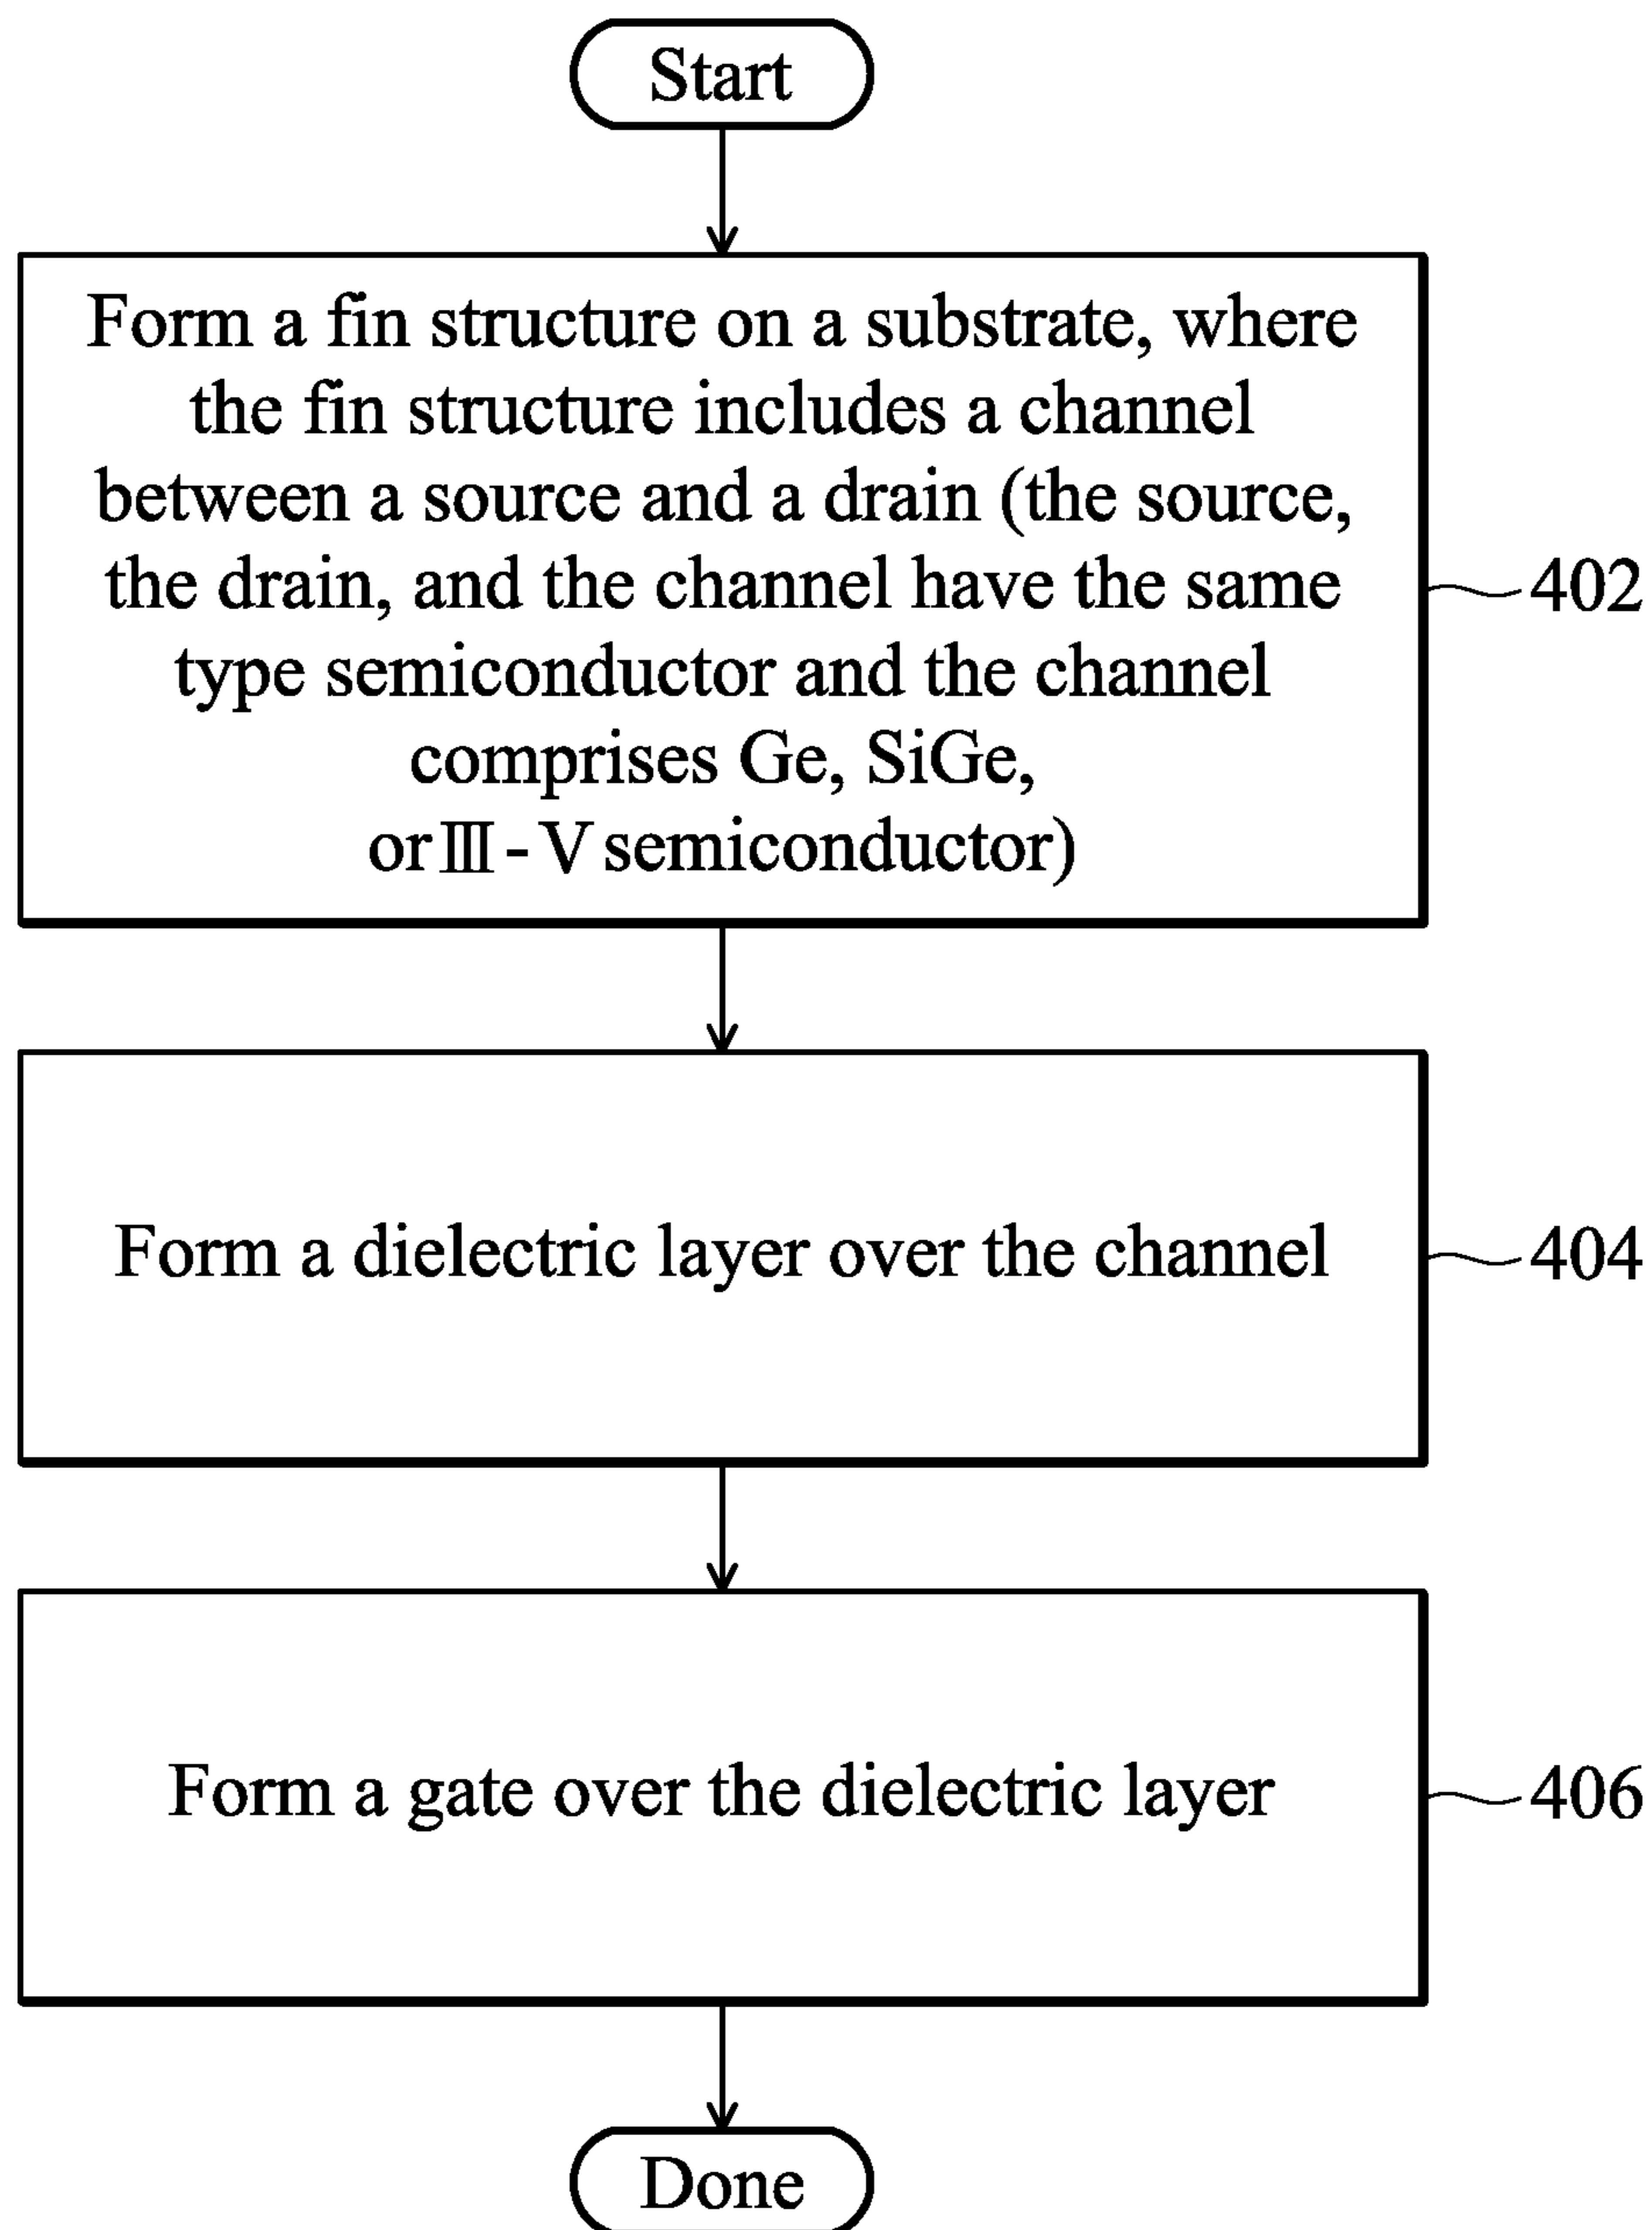 Start
Form a fin structure on a substrate, where
the fin structure includes a channel
between a source and a drain (the source,
the drain, and the channel have the same
type semiconductor and the channel
comprises Ge, SiGe,
or Ⅲ - V semiconductor)
402
Form a dielectric layer over the channel
404
Form a gate over the dielectric layer
406
Done